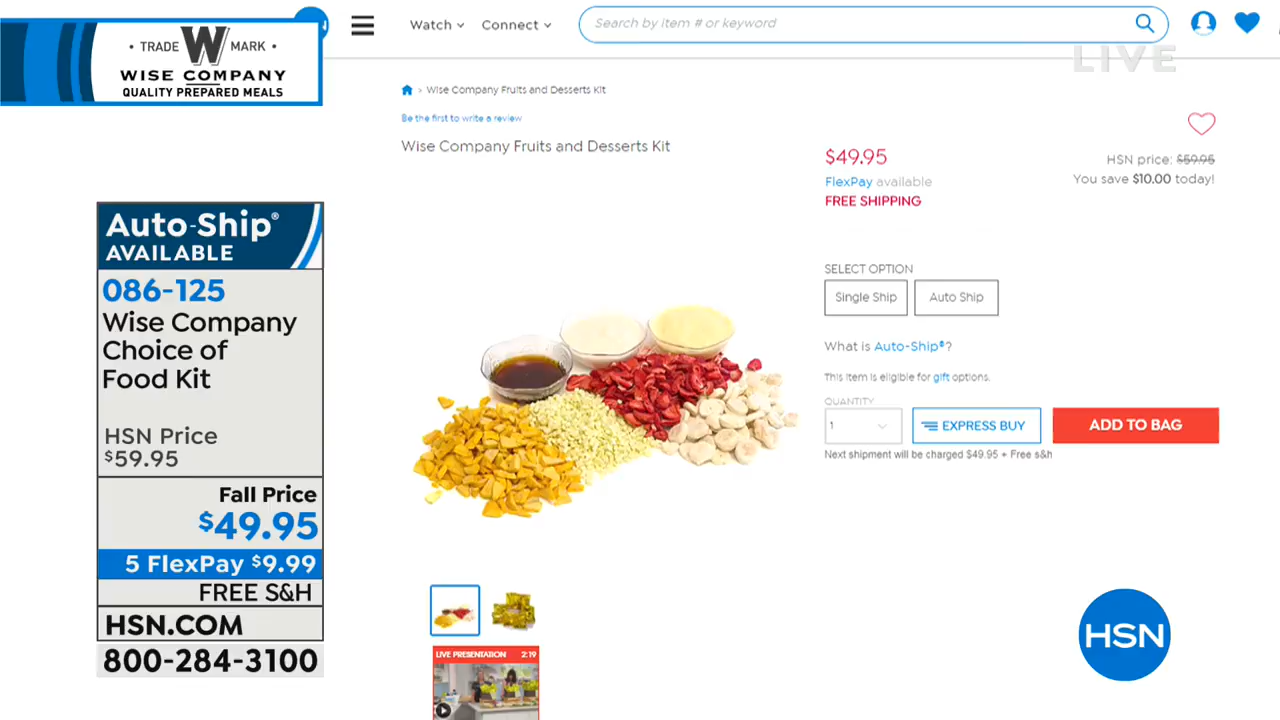 • TRADE W MARK •
WISE COMPANY
QUALITY PREPARED MEALS
Watch Connect Search by item # or keyword
LIVE
> Wise Company Fruits and Desserts Kit
Be the first to write a review
Wise Company Fruits and Desserts Kit
$49.95
FlexPay available
FREE SHIPPING
HSN price: $59.95
You save $10.00 today!
SELECT OPTION
Single Ship Auto Ship
What is Auto-Ship®?
This item is eligible for gift options.
QUANTITY:
1 EXPRESS BUY ADD TO BAG
Next shipment will be charged $49.95 + Free s&h
Auto-Ship®
AVAILABLE
086-125
Wise Company
Choice of
Food Kit
HSN Price
$59.95
Fall Price
$49.95
5 FlexPay $9.99
FREE S&H
HSN.COM
800-284-3100
LIVE PRESENTATION 2:19
HSN